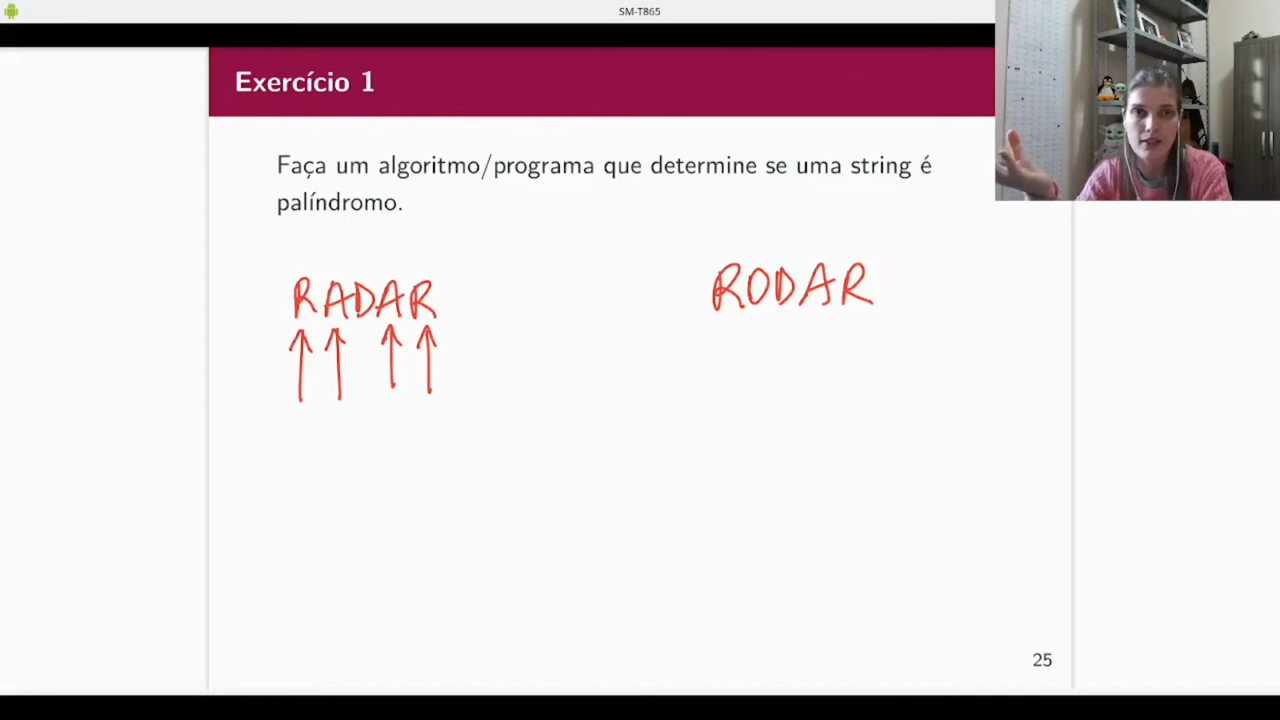 SM-T865
Exercício 1
Faça um algoritmo/programa que determine se uma string é
palíndromo.
RADAR
RODAR
25